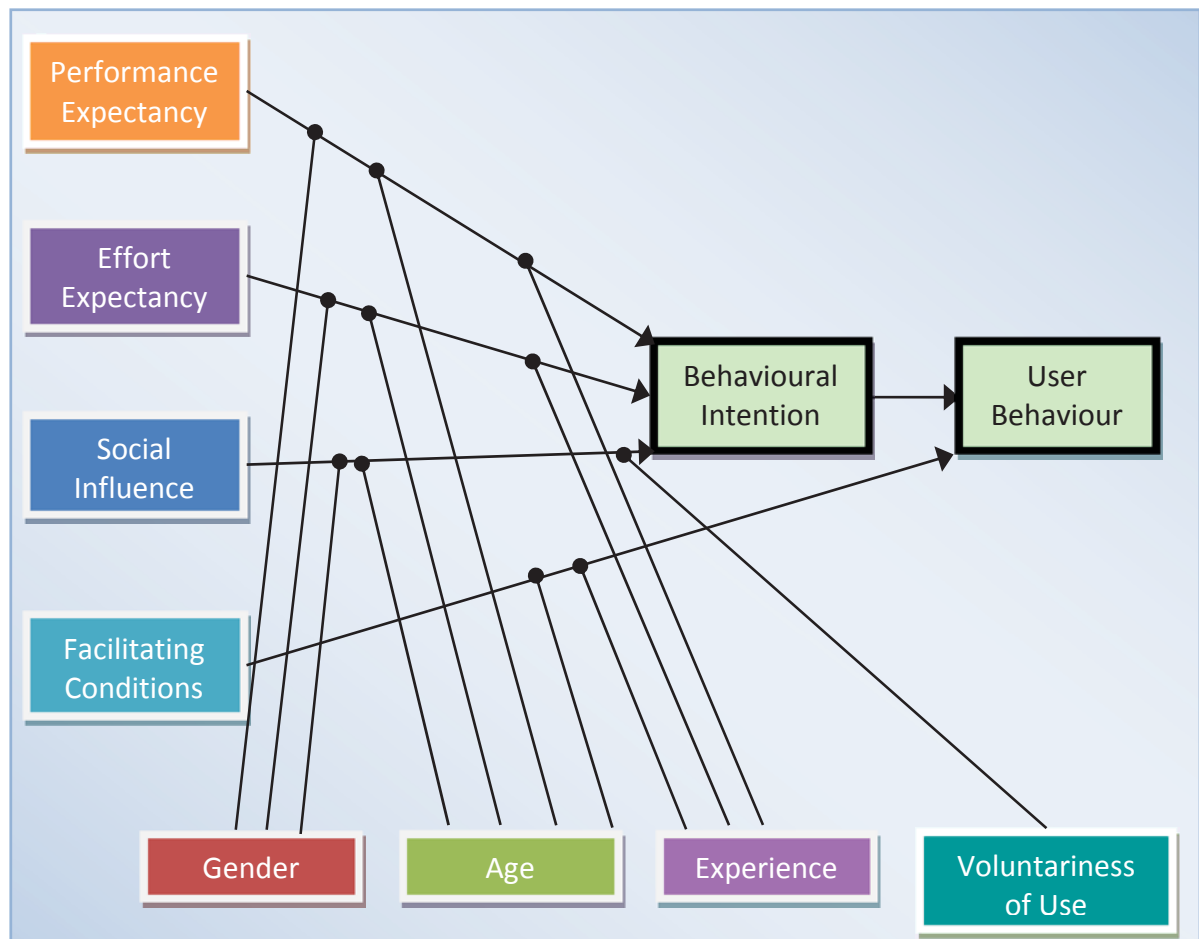 Performance
Expectancy
Effort
Expectancy
Social
Influence
Facilitating
Conditions
Behavioural
Intention
User
Behaviour
Gender
Age
Experience
Voluntariness
of Use